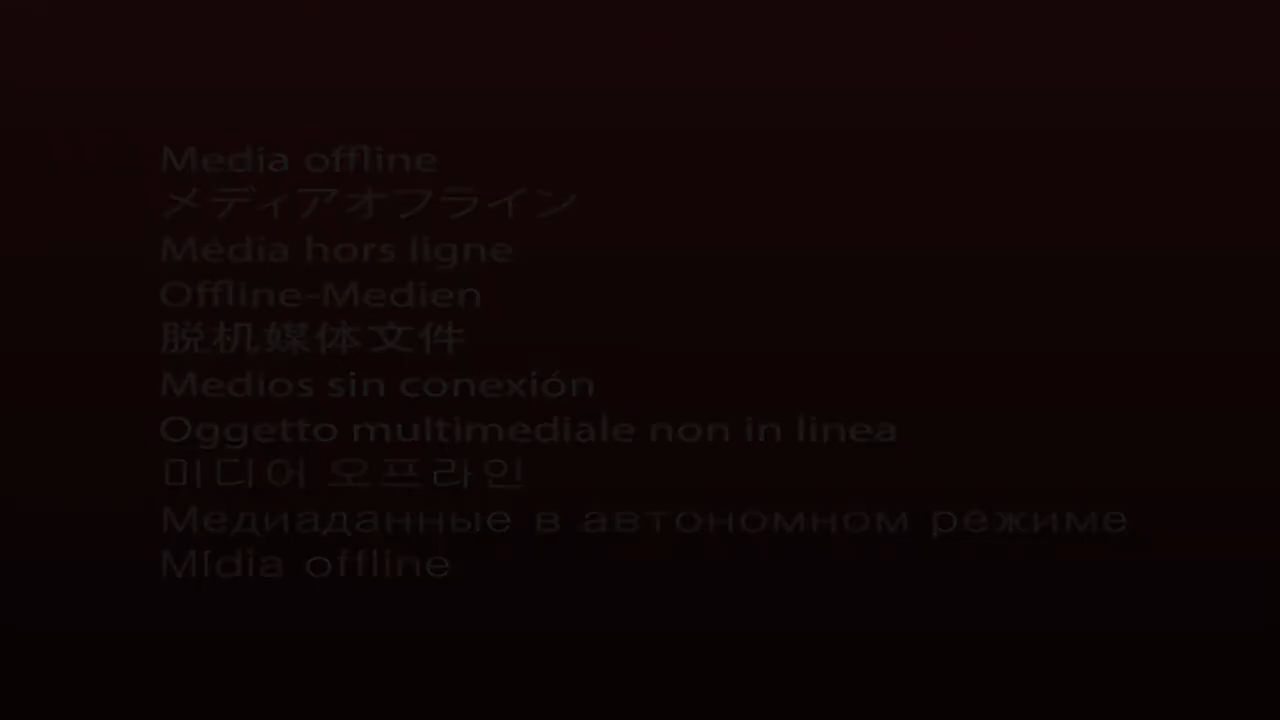 Media offline
メディアオフライン
Média hors ligne
Offline-Medien
脱机媒体文件
Medios sin conexión
Oggetto multimediale non in linea
미디어 오프라인
Медиаданные в автономном режиме
Mídia offline